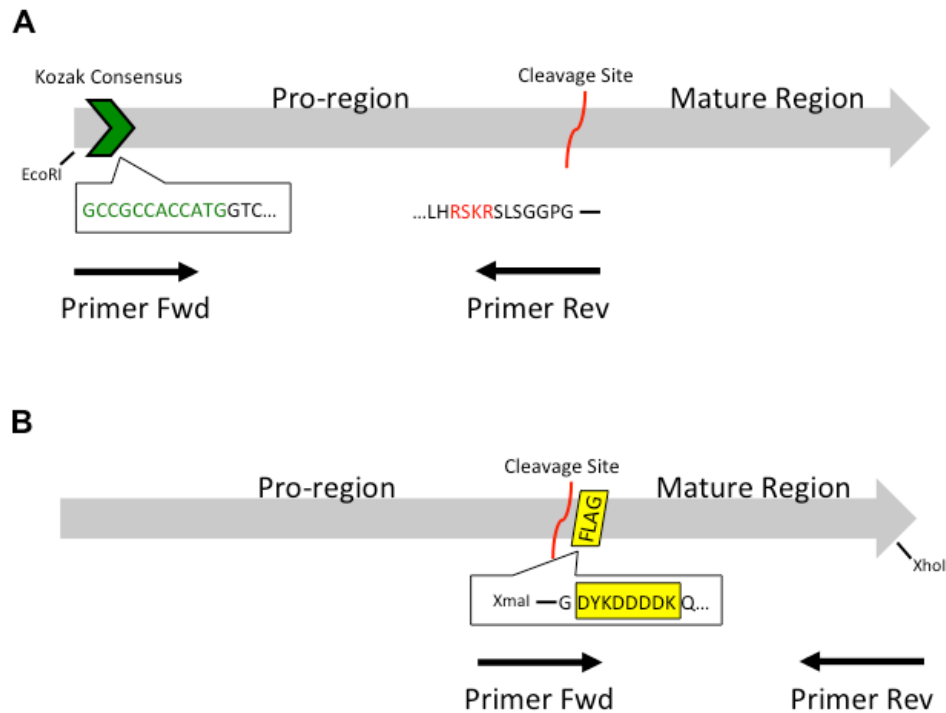 A
Kozak Consensus
Cleavage Site
Pro-region
Mature Region
EcoRI
GCCGCCACCATGGTC...
...LHRSKRSLSGGPG
Primer Fwd
Primer Rev
B
Cleavage Site
Pro-region
Mature Region
FLAG
XhoI
XmaI
G DYKDDDDK Q...
Primer Fwd
Primer Rev